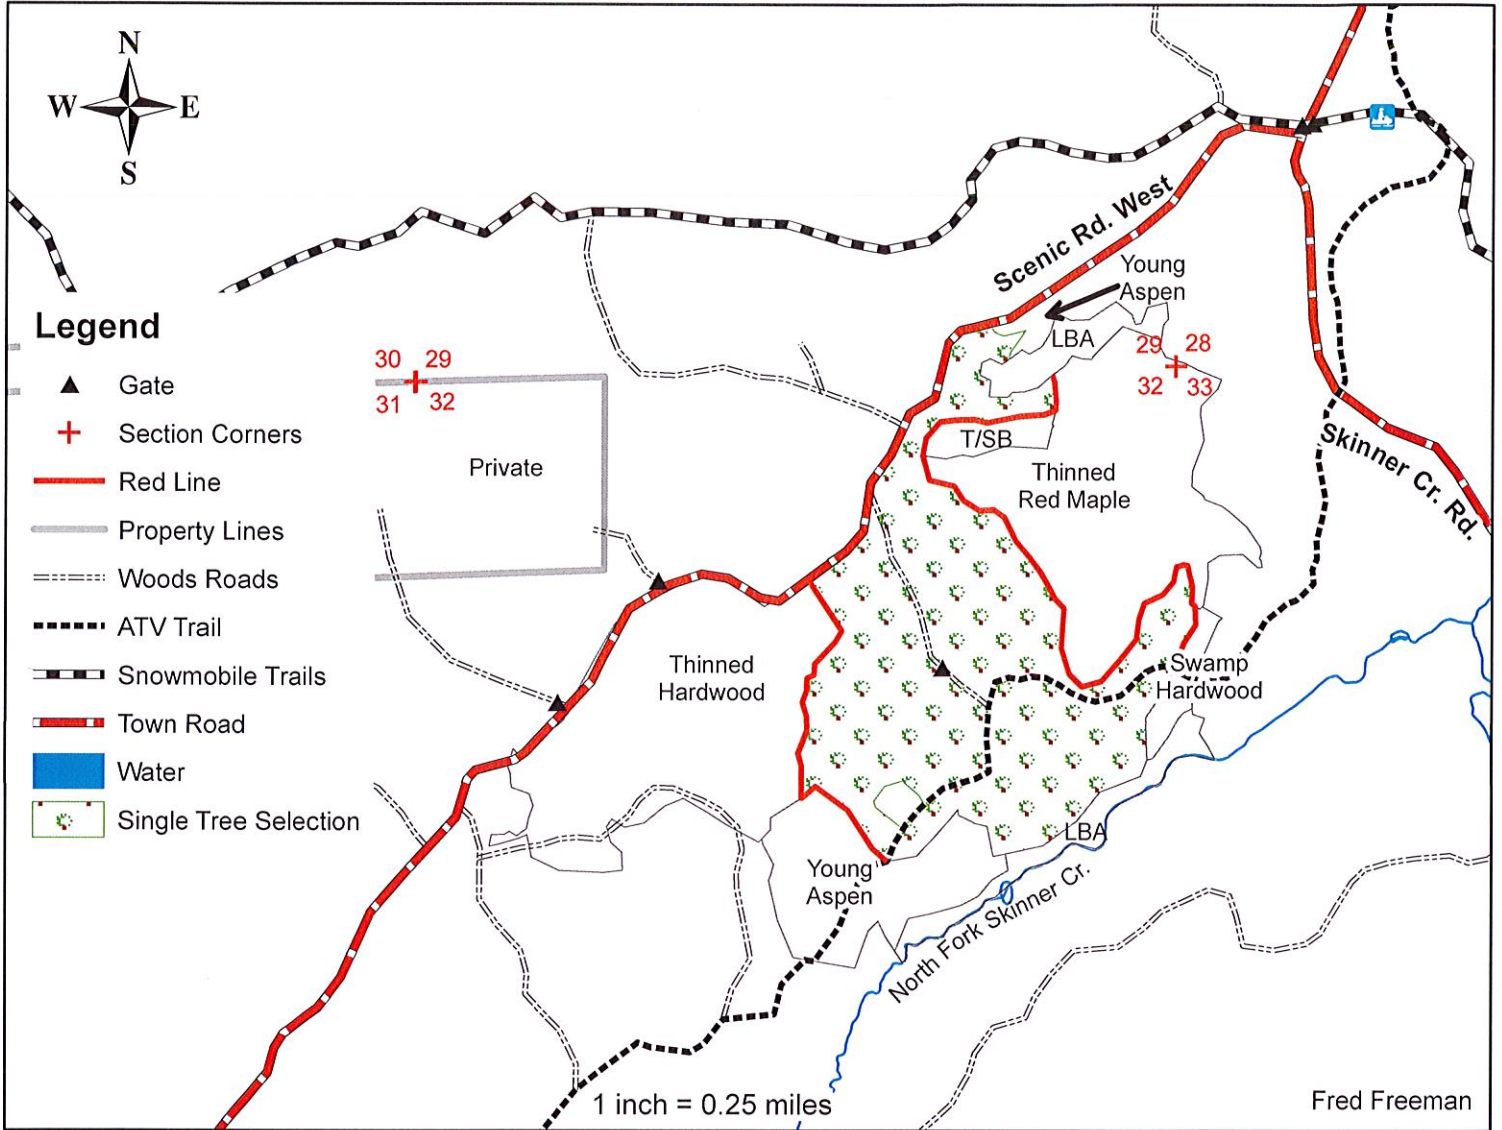 N
W E
S
Scenic Rd. West
Young
Aspen
LBA
29 28
32 33
Legend
Gate
Section Corners
Red Line
Property Lines
Woods Roads
ATV Trail
Snowmobile Trails
Town Road
Water
Single Tree Selection
30 29
31 32
Private
T/SB
Thinned
Red Maple
Skinner Cr. Rd.
Thinned
Hardwood
Swamp
Hardwood
LBA
Young
Aspen
North Fork Skinner Cr.
1 inch = 0.25 miles
Fred Freeman